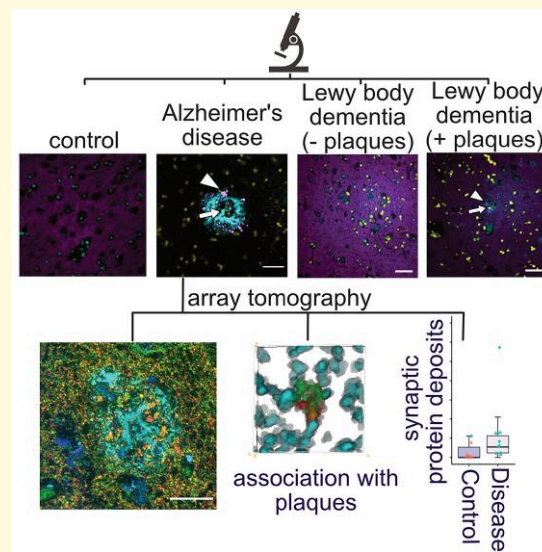 control
Alzheimer's
disease
Lewy body
dementia
(- plaques)
Lewy body
dementia
(+ plaques)
array tomography
association with
plaques
synaptic
protein deposits
Control
Disease